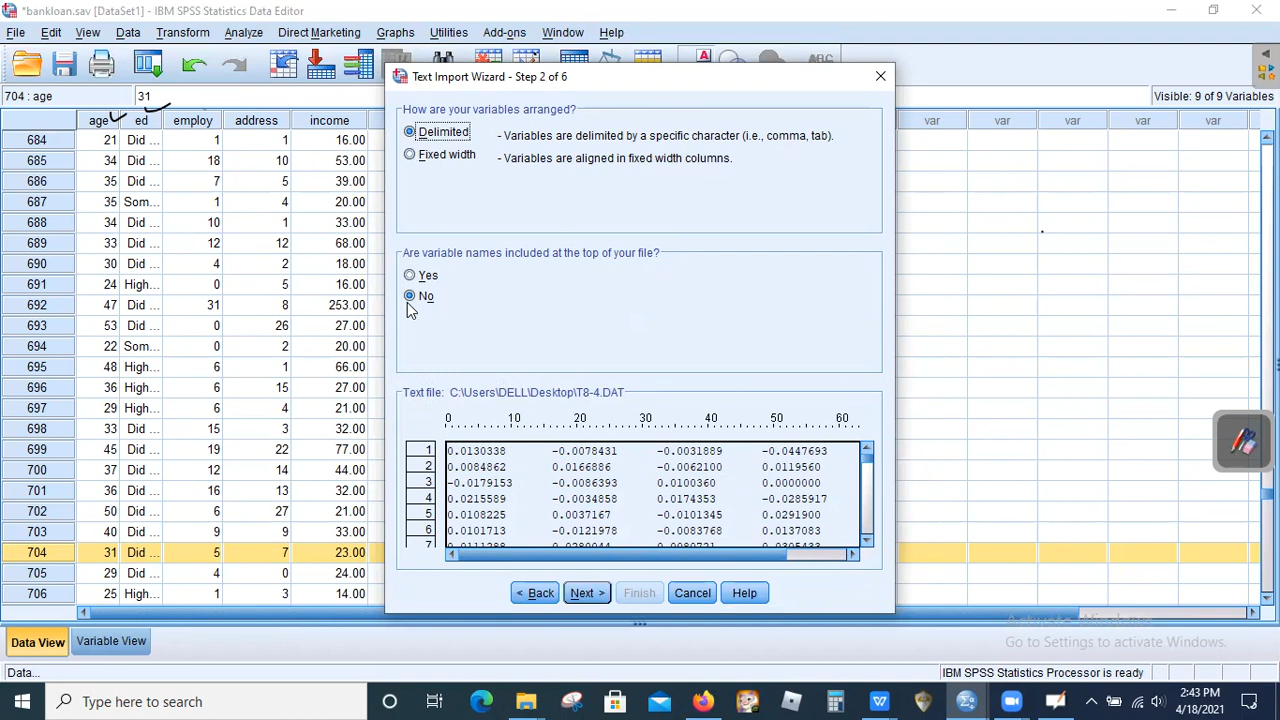 *bankloan.sav [DataSet1] - IBM SPSS Statistics Data Editor
File Edit View Data Transform Analyze Direct Marketing Graphs Utilities Add-ons Window Help
704 : age 31 Visible: 9 of 9 Variables
age ed employ address income var var var var var
684 21 Did ... 1 1 16.00
685 34 Did ... 18 10 53.00
686 35 Did ... 7 5 39.00
687 35 Som... 1 4 20.00
688 34 Did ... 10 1 33.00
689 33 Did ... 12 12 68.00
690 30 Did ... 4 2 18.00
691 24 High... 0 5 16.00
692 47 Did ... 31 8 253.00
693 53 Did ... 0 26 27.00
694 22 Som... 0 2 20.00
695 48 High... 6 1 66.00
696 36 High... 6 15 27.00
697 29 High... 6 4 21.00
698 33 Did ... 15 3 32.00
699 45 Did ... 19 22 77.00
700 37 Did ... 12 14 44.00
701 36 Did ... 16 13 32.00
702 50 Did ... 6 27 21.00
703 40 Did ... 9 9 33.00
704 31 Did ... 5 7 23.00
705 29 Did ... 4 0 24.00
706 25 High... 1 3 14.00
Text Import Wizard - Step 2 of 6
How are your variables arranged?
Delimited - Variables are delimited by a specific character (i.e., comma, tab).
Fixed width - Variables are aligned in fixed width columns.
Are variable names included at the top of your file?
Yes
No
Text file: C:\Users\DELL\Desktop\T8-4.DAT
0 10 20 30 40 50 60
1 0.0130338 -0.0078431 -0.0031889 -0.0447693
2 0.0084862 0.0166886 -0.0062100 0.0119560
3 -0.0179153 -0.0086393 0.0100360 0.0000000
4 0.0215589 -0.0034858 0.0174353 -0.0285917
5 0.0108225 0.0037167 -0.0101345 0.0291900
6 0.0101713 -0.0121978 -0.0083768 0.0137083
7
< Back Next > Finish Cancel Help
Data View Variable View
Activate Windows
Go to Settings to activate Windows.
Data... IBM SPSS Statistics Processor is ready
Type here to search
2:43 PM
4/18/2021